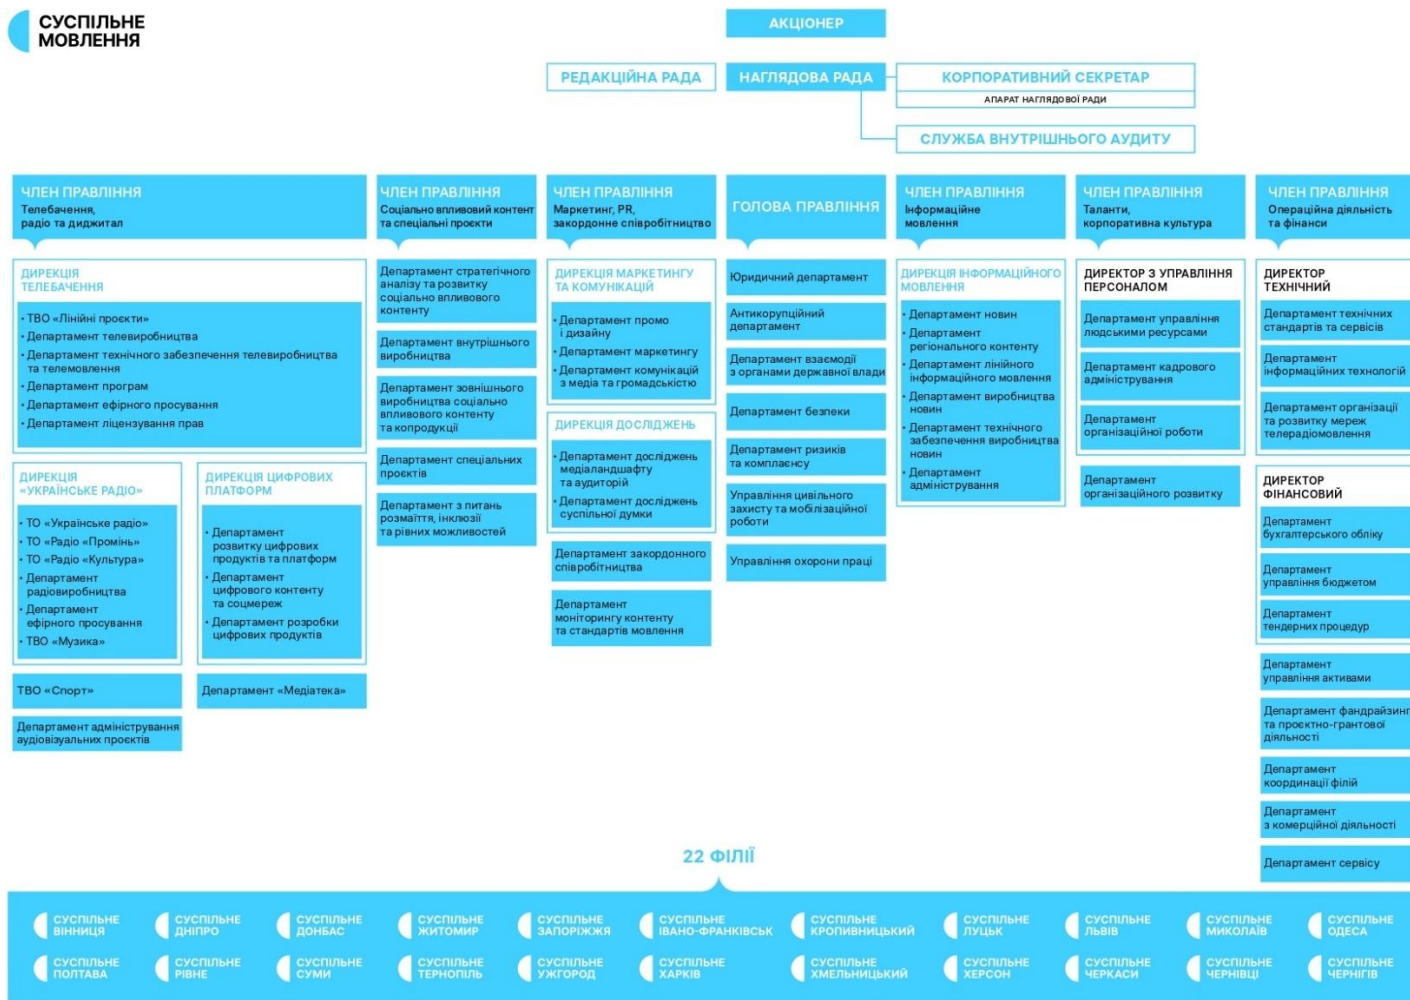 СУСПІЛЬНЕ
МОВЛЕННЯ
АКЦІОНЕР
РЕДАКЦІЙНА РАДА
НАГЛЯДОВА РАДА
КОРПОРАТИВНИЙ СЕКРЕТАР
АПАРАТ НАГЛЯДОВОЇ РАДИ
СЛУЖБА ВНУТРІШНЬОГО АУДИТУ
ЧЛЕН ПРАВЛІННЯ
Телебачення,
радіо та диджитал
ДИРЕКЦІЯ
ТЕЛЕБАЧЕННЯ
• ТВО «Лінійні проєкти»
• Департамент телевиробництва
• Департамент технічного забезпечення телевиробництва
та телемовлення
• Департамент програм
• Департамент ефірного просування
• Департамент ліцензування прав
ДИРЕКЦІЯ
«УКРАЇНСЬКЕ РАДІО»
• ТО «Українське радіо»
• ТО «Радіо «Промінь»
• ТО «Радіо «Культура»
• Департамент
радіовиробництва
• Департамент
ефірного просування
• ТВО «Музика»
ТВО «Спорт»
Департамент адміністрування
аудіовізуальних проєктів
ДИРЕКЦІЯ ЦИФРОВИХ
ПЛАТФОРМ
• Департамент
розвитку цифрових
продуктів та платформ
• Департамент
цифрового контенту
та соцмереж
• Департамент розробки
цифрових продуктів
Департамент «Медіатека»
ЧЛЕН ПРАВЛІННЯ
Соціально впливовий контент
та спеціальні проєкти
Департамент стратегічного
аналізу та розвитку
соціально впливового
контенту
Департамент внутрішнього
виробництва
Департамент зовнішнього
виробництва соціально
впливового контенту
та копродукції
Департамент спеціальних
проєктів
Департамент з питань
розмаїття, інклюзії
та рівних можливостей
ЧЛЕН ПРАВЛІННЯ
Маркетинг, PR,
закордонне співробітництво
ДИРЕКЦІЯ МАРКЕТИНГУ
ТА КОМУНІКАЦІЙ
• Департамент промо
і дизайну
• Департамент маркетингу
• Департамент комунікацій
з медіа та громадськістю
ДИРЕКЦІЯ ДОСЛІДЖЕНЬ
• Департамент досліджень
медіаландшафту
та аудиторій
• Департамент досліджень
суспільної думки
Департамент закордонного
співробітництва
Департамент
моніторингу контенту
та стандартів мовлення
ГОЛОВА ПРАВЛІННЯ
Юридичний департамент
Антикорупційний
департамент
Департамент взаємодії
з органами державної влади
Департамент безпеки
Департамент ризиків
та комплаєнсу
Управління цивільного
захисту та мобілізаційної
роботи
Управління охорони праці
ЧЛЕН ПРАВЛІННЯ
Інформаційне
мовлення
ДИРЕКЦІЯ ІНФОРМАЦІЙНОГО
МОВЛЕННЯ
• Департамент новин
• Департамент
регіонального контенту
• Департамент лінійного
інформаційного мовлення
• Департамент виробництва
новин
• Департамент технічного
забезпечення виробництва
новин
• Департамент
адміністрування
ЧЛЕН ПРАВЛІННЯ
Таланти,
корпоративна культура
ДИРЕКТОР З УПРАВЛІННЯ
ПЕРСОНАЛОМ
Департамент управління
людськими ресурсами
Департамент кадрового
адміністрування
Департамент
організаційної роботи
Департамент
організаційного розвитку
ЧЛЕН ПРАВЛІННЯ
Операційна діяльність
та фінанси
ДИРЕКТОР
ТЕХНІЧНИЙ
Департамент технічних
стандартів та сервісів
Департамент
інформаційних технологій
Департамент організації
та розвитку мереж
телерадіомовлення
ДИРЕКТОР
ФІНАНСОВИЙ
Департамент
бухгалтерського обліку
Департамент
управління бюджетом
Департамент
тендерних процедур
Департамент
управління активами
Департамент фандрайзинг
та проєктно-грантової
діяльності
Департамент
координації філій
Департамент
з комерційної діяльності
Департамент сервісу
22 ФІЛІЇ
СУСПІЛЬНЕ
ВІННИЦЯ
СУСПІЛЬНЕ
ДНІПРО
СУСПІЛЬНЕ
ДОНБАС
СУСПІЛЬНЕ
ЖИТОМИР
СУСПІЛЬНЕ
ЗАПОРІЖЖЯ
СУСПІЛЬНЕ
ІВАНО-ФРАНКІВСЬК
СУСПІЛЬНЕ
КРОПИВНИЦЬКИЙ
СУСПІЛЬНЕ
ЛУЦЬК
СУСПІЛЬНЕ
ЛЬВІВ
СУСПІЛЬНЕ
МИКОЛАЇВ
СУСПІЛЬНЕ
ОДЕСА
СУСПІЛЬНЕ
ПОЛТАВА
СУСПІЛЬНЕ
РІВНЕ
СУСПІЛЬНЕ
СУМИ
СУСПІЛЬНЕ
ТЕРНОПІЛЬ
СУСПІЛЬНЕ
УЖГОРОД
СУСПІЛЬНЕ
ХАРКІВ
СУСПІЛЬНЕ
ХМЕЛЬНИЦЬКИЙ
СУСПІЛЬНЕ
ХЕРСОН
СУСПІЛЬНЕ
ЧЕРКАСИ
СУСПІЛЬНЕ
ЧЕРНІВЦІ
СУСПІЛЬНЕ
ЧЕРНІГІВ